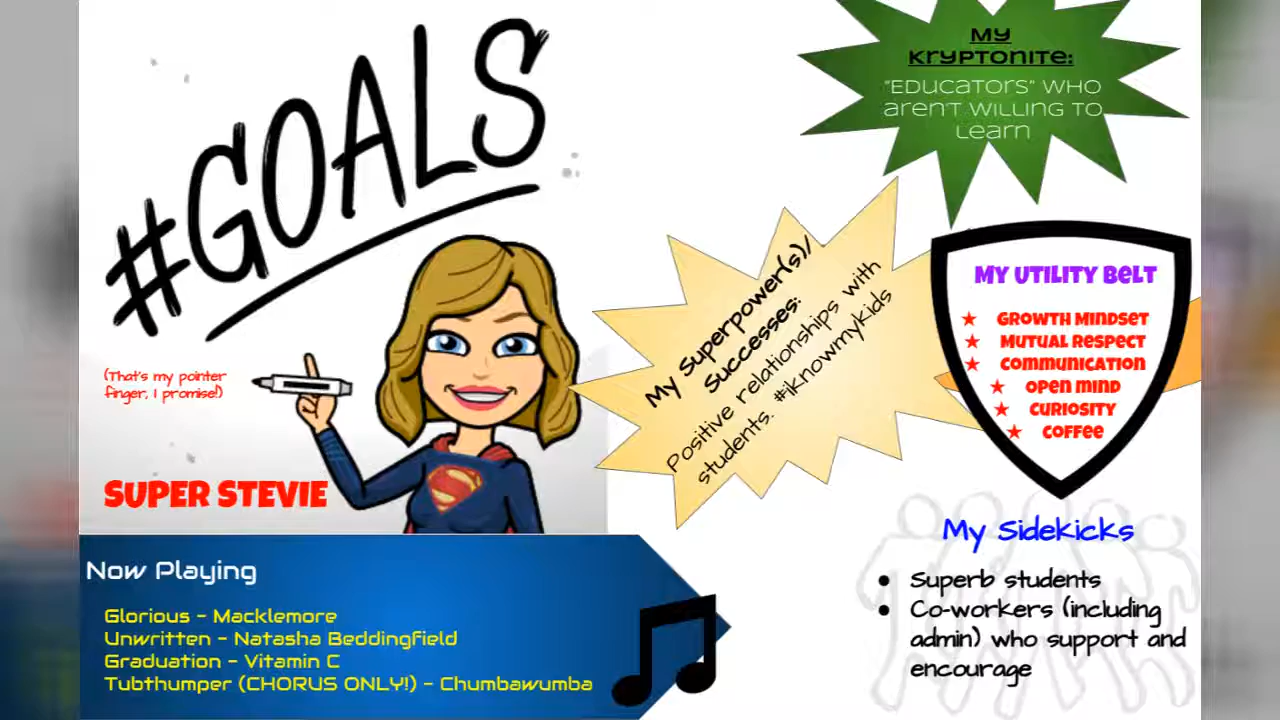 #GOALS
(That's my pointer
finger, I promise!)
SUPER STEVIE
My
Kryptonite:
"Educators" who
aren't willing to
learn
My Superpower(s)/
Successes:
Positive relationships with
students. #iknowmykids
My Utility Belt
★ Growth Mindset
★ Mutual Respect
★ Communication
★ Open Mind
★ Curiosity
★ Coffee
Now Playing
Glorious - Macklemore
Unwritten - Natasha Beddingfield
Graduation - Vitamin C
Tubthumper (CHORUS ONLY!) - Chumbawumba
My Sidekicks
● Superb students
● Co-workers (including
admin) who support and
encourage